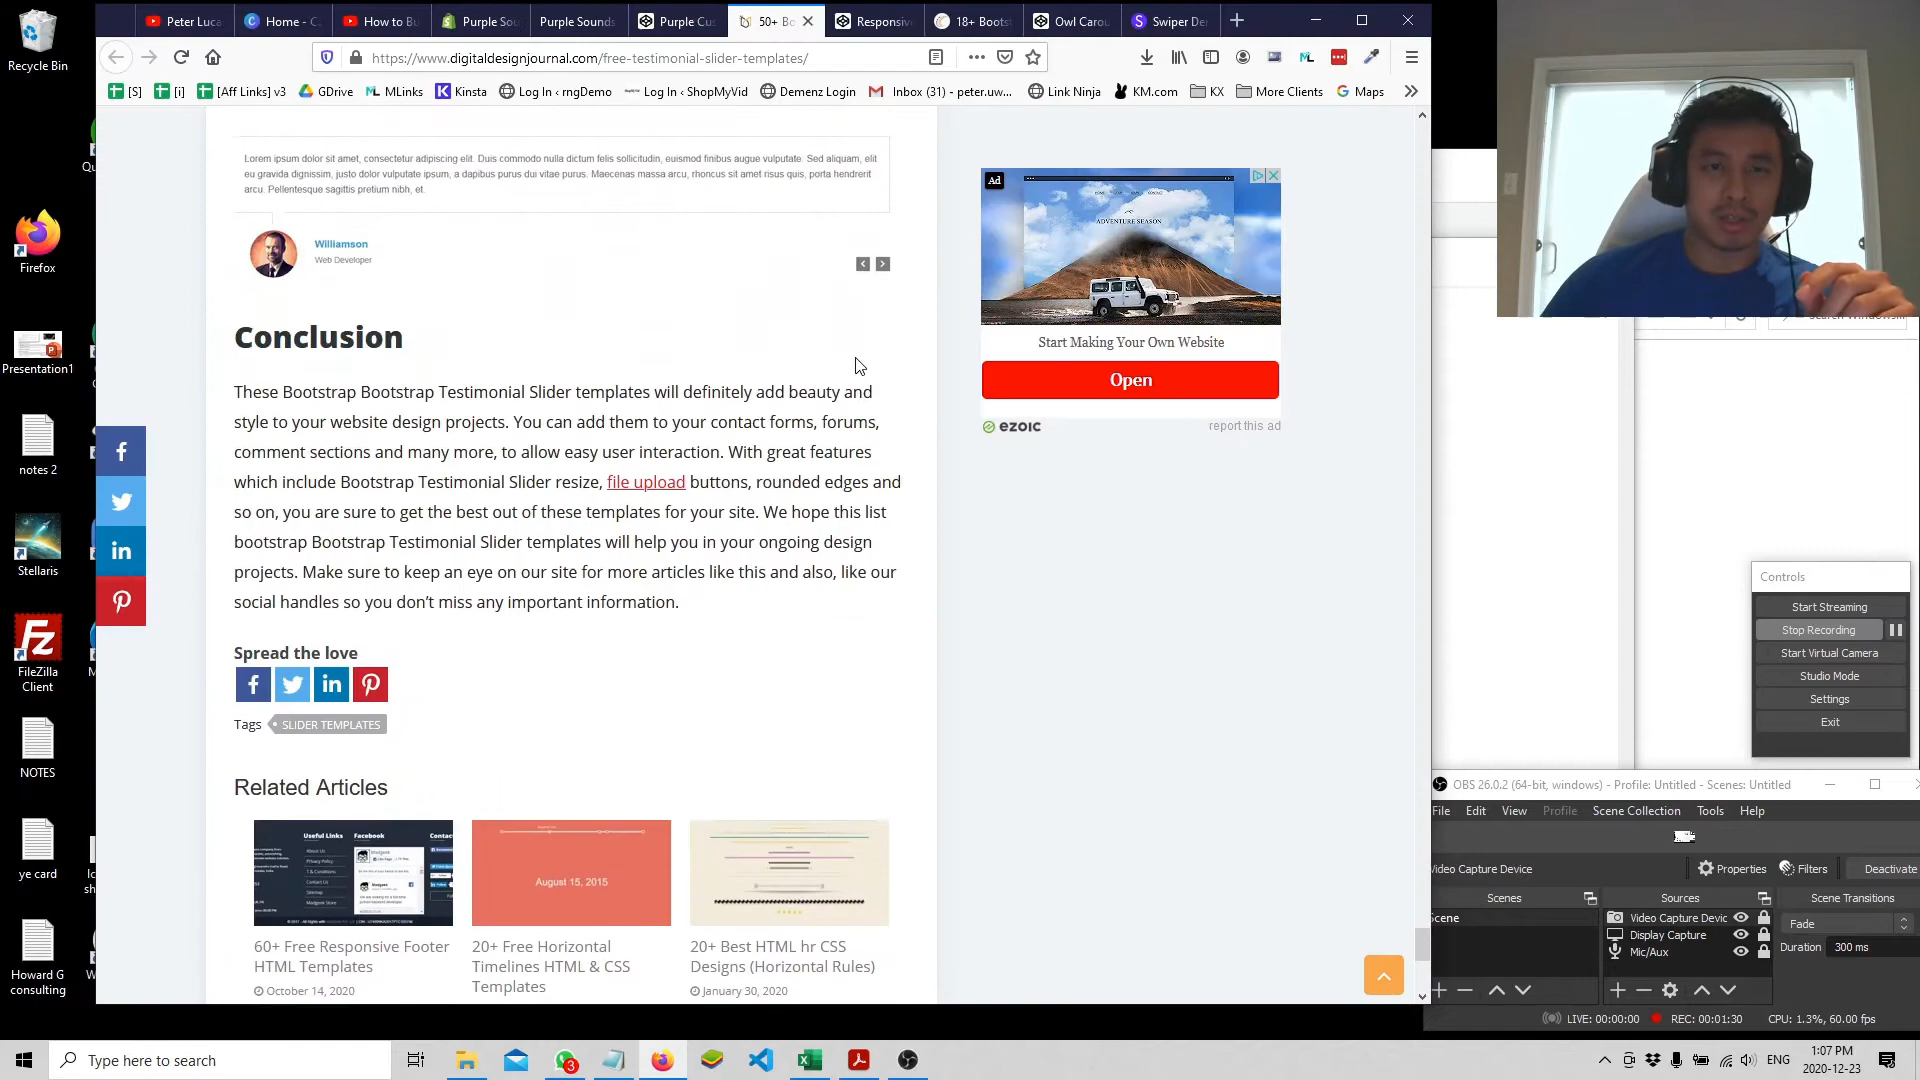 Recycle Bin
Firefox
Presentation1
notes 2
Stellaris
FileZilla
Client
NOTES
ye card
Howard G
consulting
Peter Luca
Home - C
How to Bu
Purple Sou
Purple Sounds
Purple Cus
50+ Bo
Responsive
18+ Bootst
Owl Carou
Swiper De
https://www.digitaldesignjournal.com/free-testimonial-slider-templates/
[S]
[i]
[Aff Links] v3
GDrive
MLinks
Kinsta
Log In ‹ rngDemo
Log In ‹ ShopMyVid
Demenz Login
Inbox (31) - peter.uw...
Link Ninja
KM.com
KX
More Clients
Maps
Lorem ipsum dolor sit amet, consectetur adipiscing elit. Duis commodo nulla dictum felis sollicitudin, euismod finibus augue vulputate. Sed aliquam, elit
eu gravida dignissim, justo dolor vulputate ipsum, a dapibus purus dui vitae purus. Maecenas massa arcu, rhoncus sit amet risus quis, porta hendrerit
arcu. Pellentesque sagittis pretium nibh, et.
Williamson
Web Developer
Conclusion
These Bootstrap Bootstrap Testimonial Slider templates will definitely add beauty and
style to your website design projects. You can add them to your contact forms, forums,
comment sections and many more, to allow easy user interaction. With great features
which include Bootstrap Testimonial Slider resize, file upload buttons, rounded edges and
so on, you are sure to get the best out of these templates for your site. We hope this list
bootstrap Bootstrap Testimonial Slider templates will help you in your ongoing design
projects. Make sure to keep an eye on our site for more articles like this and also, like our
social handles so you don't miss any important information.
Spread the love
Tags
SLIDER TEMPLATES
Related Articles
Useful Links
Facebook
August 15, 2015
60+ Free Responsive Footer
HTML Templates
October 14, 2020
20+ Free Horizontal
Timelines HTML & CSS
Templates
20+ Best HTML hr CSS
Designs (Horizontal Rules)
January 30, 2020
Ad
ADVENTURE SEASON
Start Making Your Own Website
Open
ezoic
report this ad
Controls
Start Streaming
Stop Recording
Start Virtual Camera
Studio Mode
Settings
Exit
OBS 26.0.2 (64-bit, windows) - Profile: Untitled - Scenes: Untitled
File
Edit
View
Profile
Scene Collection
Tools
Help
Video Capture Device
Properties
Filters
Deactivate
Scenes
Sources
Scene Transitions
Scene
Video Capture Devic
Display Capture
Mic/Aux
Fade
Duration
300 ms
LIVE: 00:00:00
REC: 00:01:30
CPU: 1.3%, 60.00 fps
Type here to search
3
ENG
1:07 PM
2020-12-23